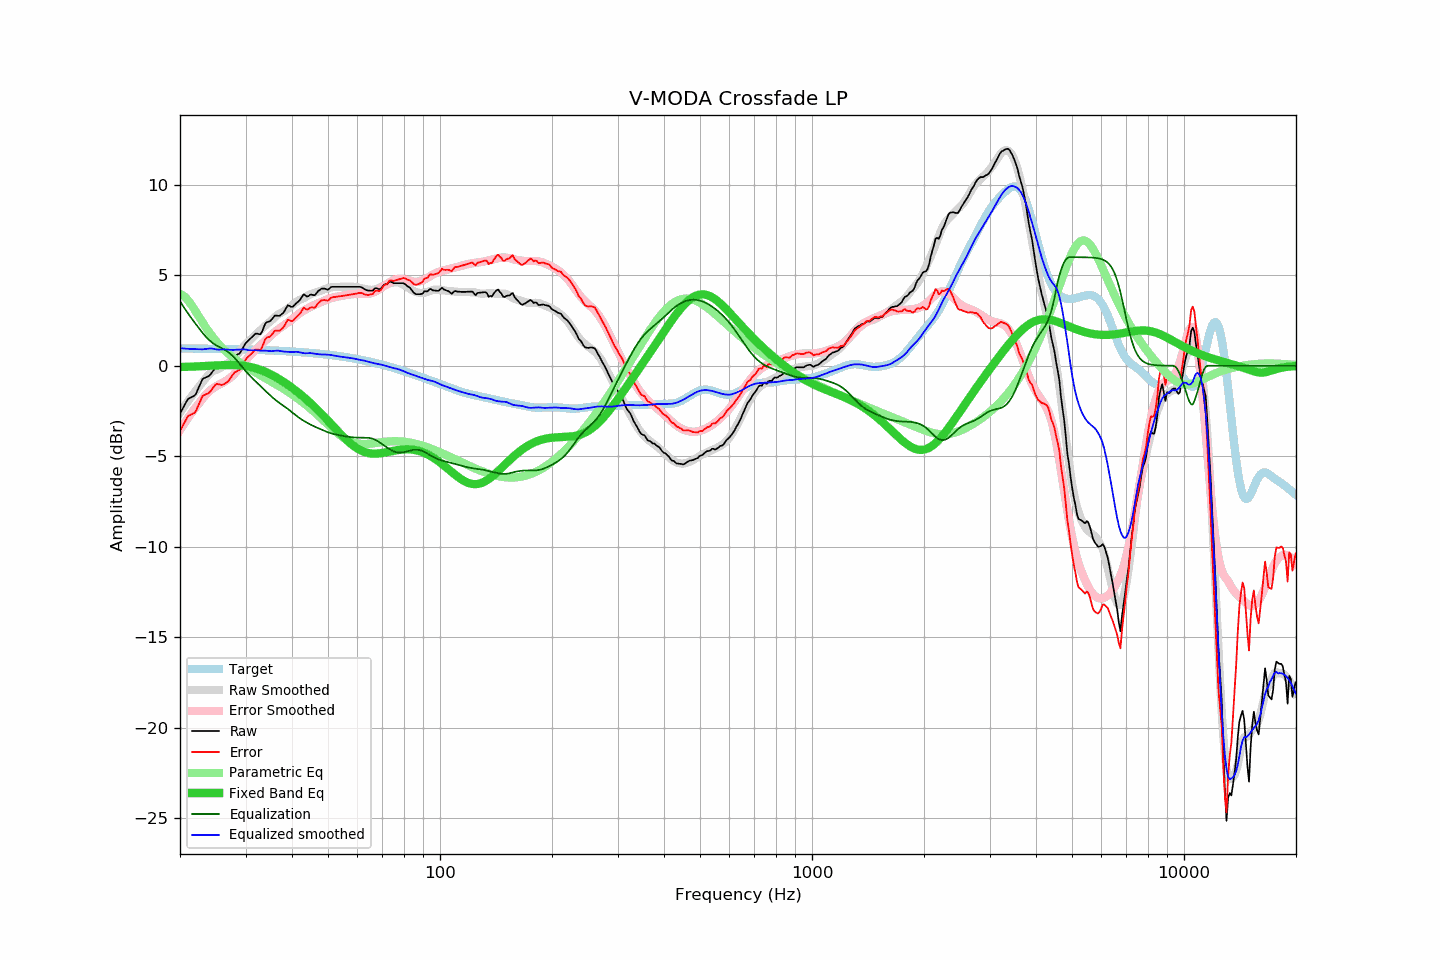 V-MODA Crossfade LP
10
5
0
−5
−10
−15
−20
−25
Amplitude (dBr)
Target
Raw Smoothed
Error Smoothed
Raw
Error
Parametric Eq
Fixed Band Eq
Equalization
Equalized smoothed
100
1000
10000
Frequency (Hz)